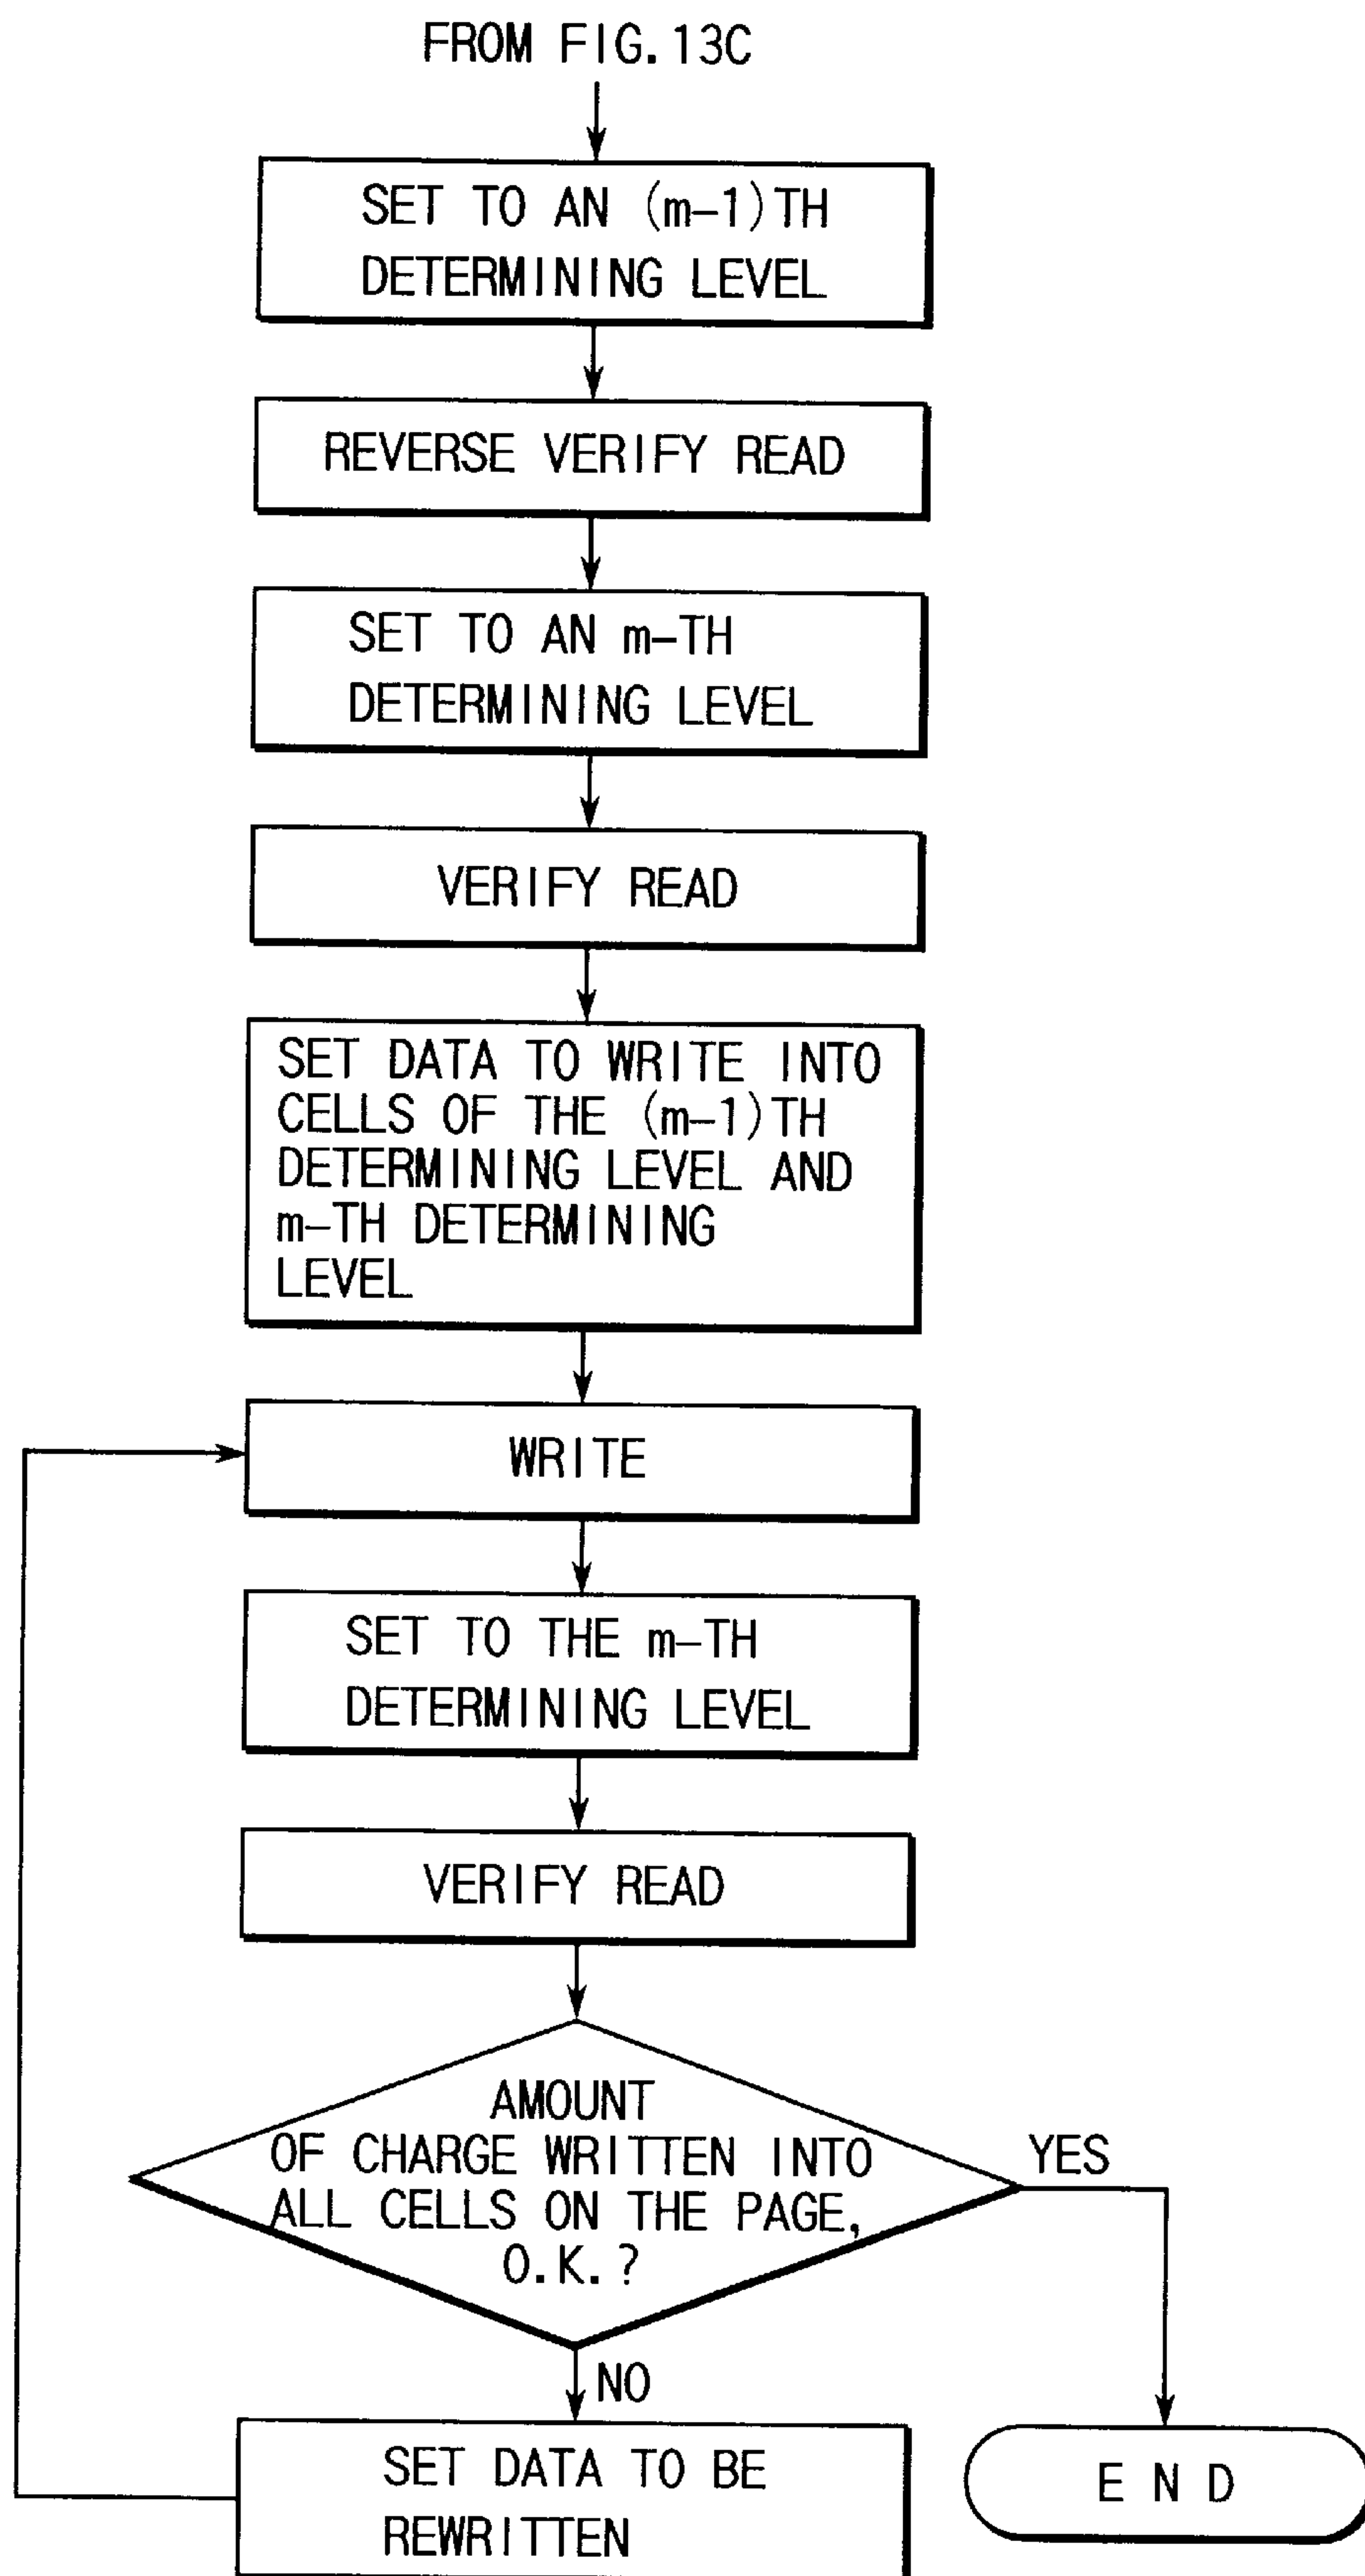 FROM FIG.13C
SET TO AN (m-1)TH
DETERMINING LEVEL
REVERSE VERIFY READ
SET TO AN m-TH
DETERMINING LEVEL
VERIFY READ
SET DATA TO WRITE INTO
CELLS OF THE (m-1)TH
DETERMINING LEVEL AND
m-TH DETERMINING
LEVEL
WRITE
SET TO THE m-TH
DETERMINING LEVEL
VERIFY READ
AMOUNT
OF CHARGE WRITTEN INTO
ALL CELLS ON THE PAGE,
O.K.?
YES
NO
SET DATA TO BE
REWRITTEN
END